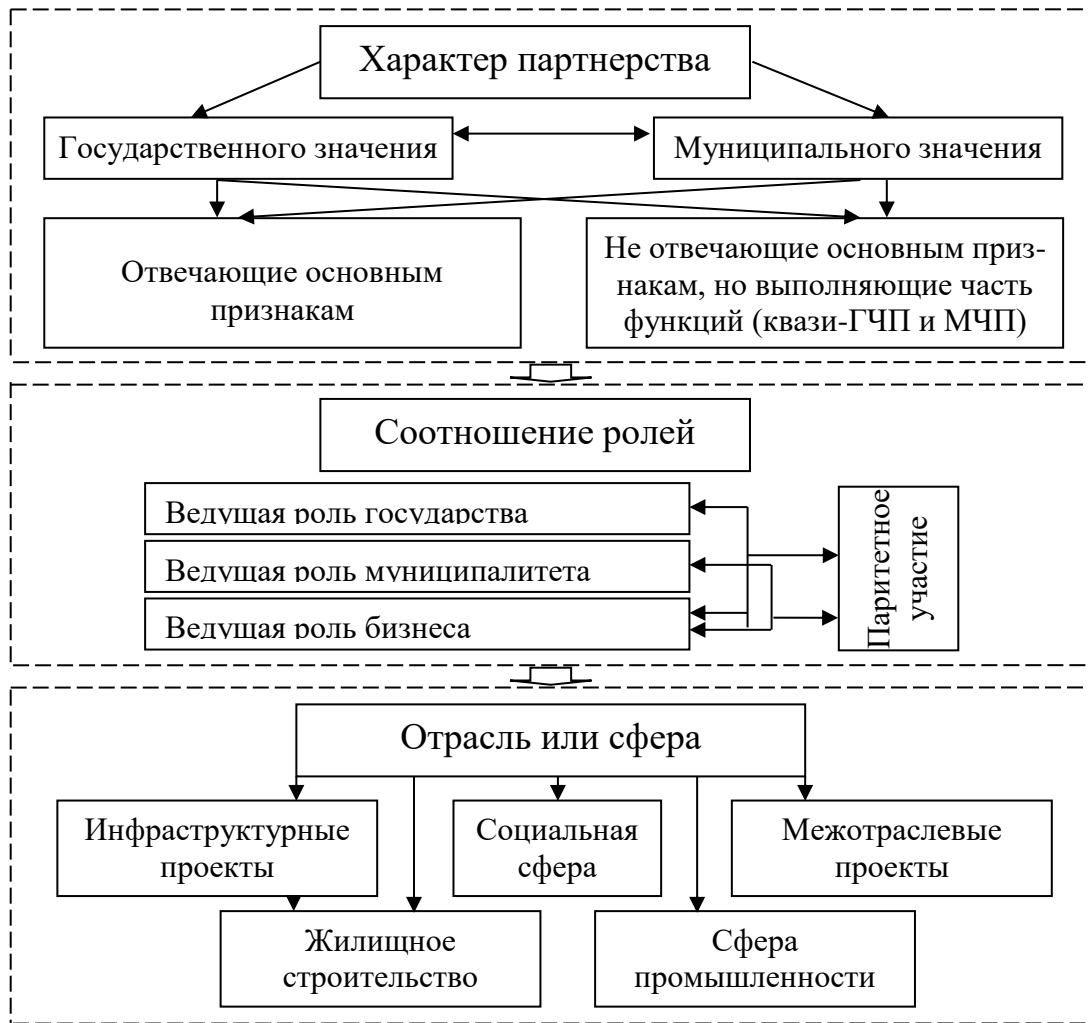 Характер партнерства
Государственного значения
Муниципального значения
Отвечающие основным
признакам
Не отвечающие основным приз-
накам, но выполняющие часть
функций (квази-ГЧП и МЧП)
Соотношение ролей
Ведущая роль государства
Ведущая роль муниципалитета
Ведущая роль бизнеса
Паритетное
участие
Отрасль или сфера
Инфраструктурные
проекты
Социальная
сфера
Межотраслевые
проекты
Жилищное
строительство
Сфера
промышленности